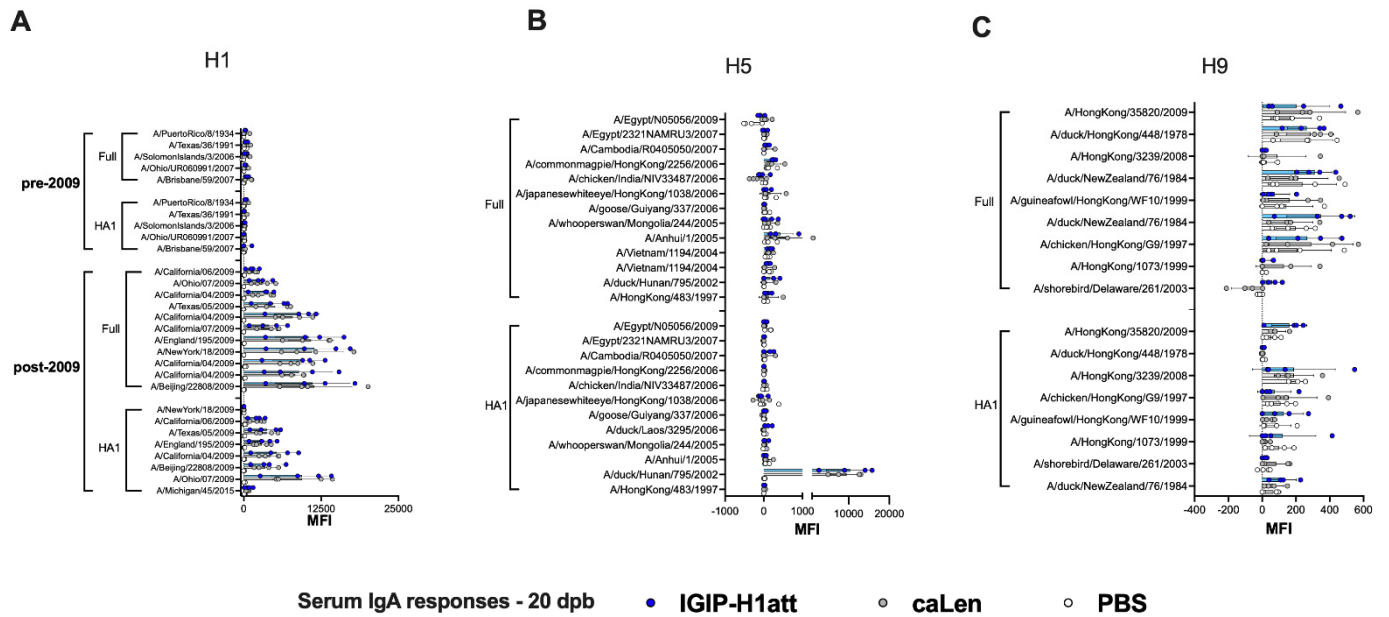 A
H1
pre-2009
Full
A/PuertoRico/8/1934
A/Texas/36/1991
A/SolomonIslands/3/2006
A/Ohio/UR060991/2007
A/Brisbane/59/2007
HA1
A/PuertoRico/8/1934
A/Texas/36/1991
A/SolomonIslands/3/2006
A/Ohio/UR060991/2007
A/Brisbane/59/2007
post-2009
Full
A/California/06/2009
A/Ohio/07/2009
A/California/04/2009
A/Texas/05/2009
A/California/04/2009
A/California/07/2009
A/England/195/2009
A/NewYork/18/2009
A/California/04/2009
A/California/04/2009
A/Beijing/22808/2009
HA1
A/NewYork/18/2009
A/California/06/2009
A/Texas/05/2009
A/England/195/2009
A/California/04/2009
A/Beijing/22808/2009
A/Ohio/07/2009
A/Michigan/45/2015
0 12500 25000
MFI
B
H5
Full
A/Egypt/N05056/2009
A/Egypt/2321NAMRU3/2007
A/Cambodia/R0405050/2007
A/commonmagpie/HongKong/2256/2006
A/chicken/India/NIV33487/2006
A/japanesewhiteeye/HongKong/1038/2006
A/goose/Guiyang/337/2006
A/whooperswan/Mongolia/244/2005
A/Anhui/1/2005
A/Vietnam/1194/2004
A/Vietnam/1194/2004
A/duck/Hunan/795/2002
A/HongKong/483/1997
HA1
A/Egypt/N05056/2009
A/Egypt/2321NAMRU3/2007
A/Cambodia/R0405050/2007
A/commonmagpie/HongKong/2256/2006
A/chicken/India/NIV33487/2006
A/japanesewhiteeye/HongKong/1038/2006
A/goose/Guiyang/337/2006
A/duck/Laos/3295/2006
A/whooperswan/Mongolia/244/2005
A/Anhui/1/2005
A/duck/Hunan/795/2002
A/HongKong/483/1997
-1000 0 1000 10000 20000
MFI
C
H9
Full
A/HongKong/35820/2009
A/duck/HongKong/448/1978
A/HongKong/3239/2008
A/duck/NewZealand/76/1984
A/guineafowl/HongKong/WF10/1999
A/duck/NewZealand/76/1984
A/chicken/HongKong/G9/1997
A/HongKong/1073/1999
A/shorebird/Delaware/261/2003
HA1
A/HongKong/35820/2009
A/duck/HongKong/448/1978
A/HongKong/3239/2008
A/chicken/HongKong/G9/1997
A/guineafowl/HongKong/WF10/1999
A/HongKong/1073/1999
A/shorebird/Delaware/261/2003
A/duck/NewZealand/76/1984
-400 -200 0 200 400 600
MFI
Serum IgA responses - 20 dpb IGIP-H1att caLen PBS